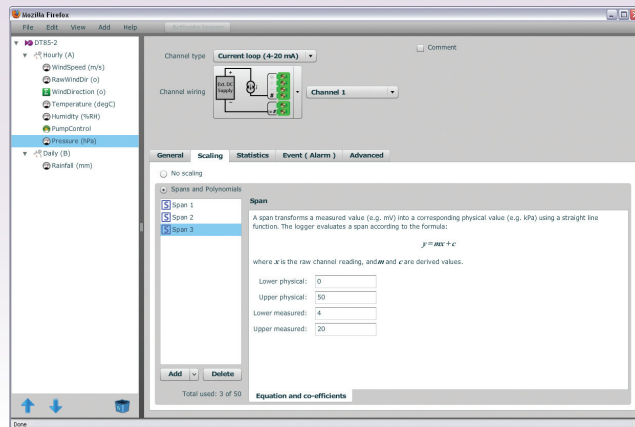 Mozilla Firefox
File Edit View Add Help
DT85-2
Hourly (A)
WindSpeed (m/s)
RawWindDir (o)
WindDirection (o)
Temperature (degC)
Humidity (%RH)
PumpControl
Pressure (hPa)
Daily (B)
Rainfall (mm)
Channel type Current loop (4-20 mA)
Comment
Channel wiring
Ext. DC
Supply
+
−
#
Channel 1
General Scaling Statistics Event ( Alarm ) Advanced
No scaling
Spans and Polynomials
S Span 1
S Span 2
S Span 3
Span
A span transforms a measured value (e.g. mV) into a corresponding physical value (e.g. kPa) using a straight line
function. The logger evaluates a span according to the formula:
y = mx + c
where x is the raw channel reading, and m and c are derived values.
Lower physical: 0
Upper physical: 50
Lower measured: 4
Upper measured: 20
Add Delete
Total used: 3 of 50
Equation and co-efficients
Done